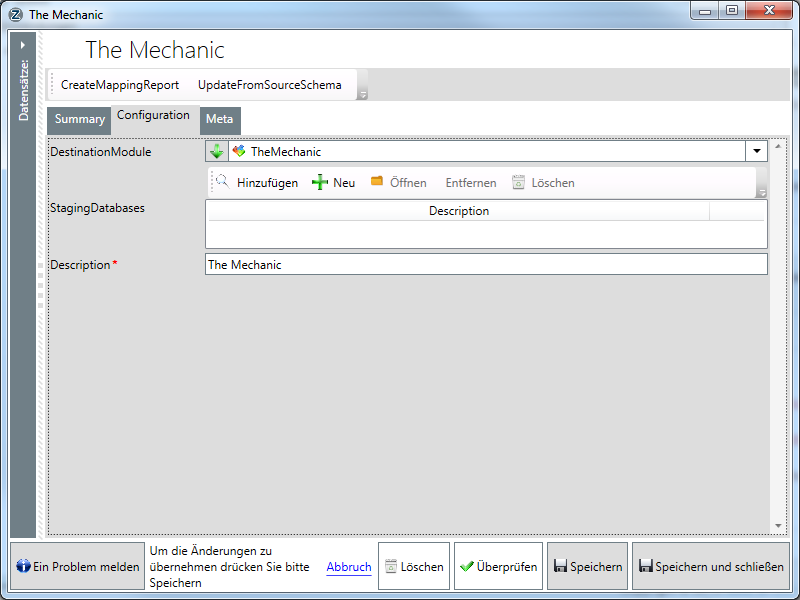 The Mechanic
Datensätze:
The Mechanic
CreateMappingReport UpdateFromSourceSchema
Summary Configuration Meta
DestinationModule TheMechanic
Hinzufügen Neu Öffnen Entfernen Löschen
StagingDatabases Description
Description* The Mechanic
Ein Problem melden
Um die Änderungen zu
übernehmen drücken Sie bitte
Speichern
Abbruch Löschen Überprüfen Speichern Speichern und schließen